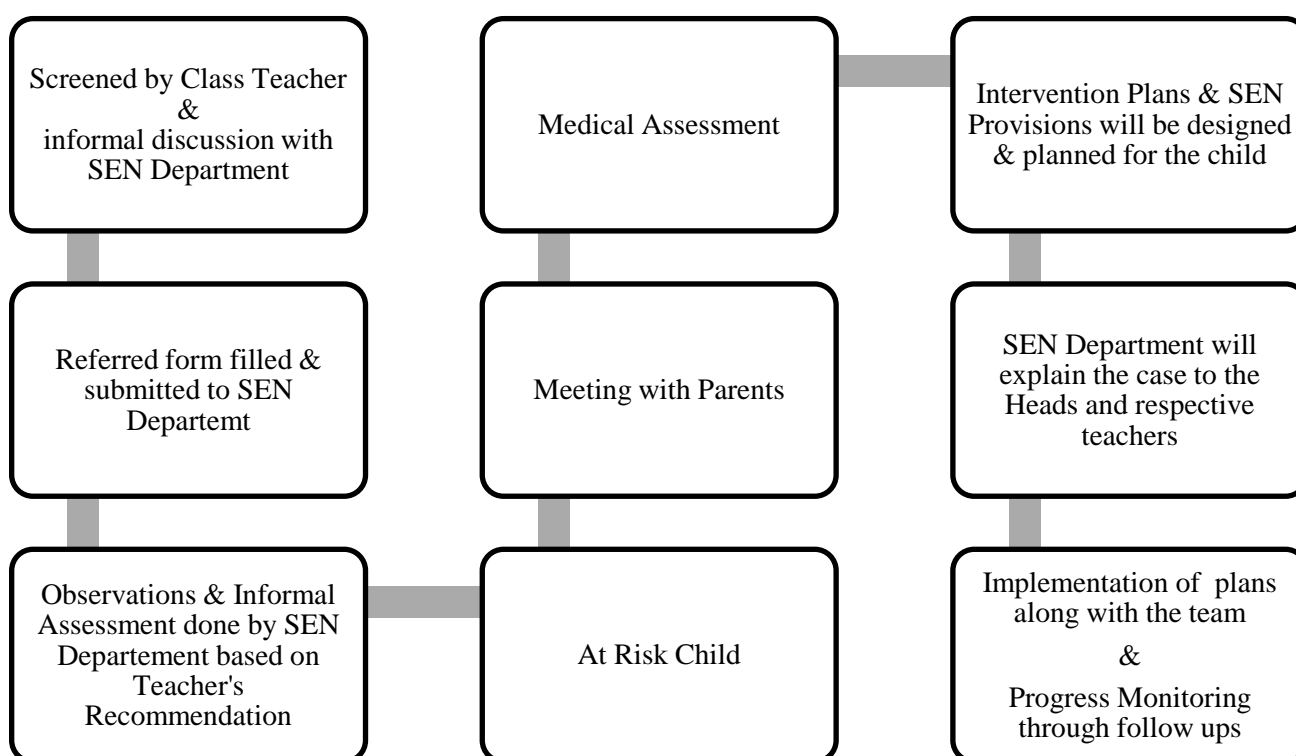 Screened by Class Teacher
&
informal discussion with
SEN Department
Referred form filled &
submitted to SEN
Departemt
Observations & Informal
Assessment done by SEN
Departement based on
Teacher's
Recommendation
At Risk Child
Meeting with Parents
Medical Assessment
Intervention Plans & SEN
Provisions will be designed
& planned for the child
SEN Department will
explain the case to the
Heads and respective
teachers
Implementation of plans
along with the team
&
Progress Monitoring
through follow ups